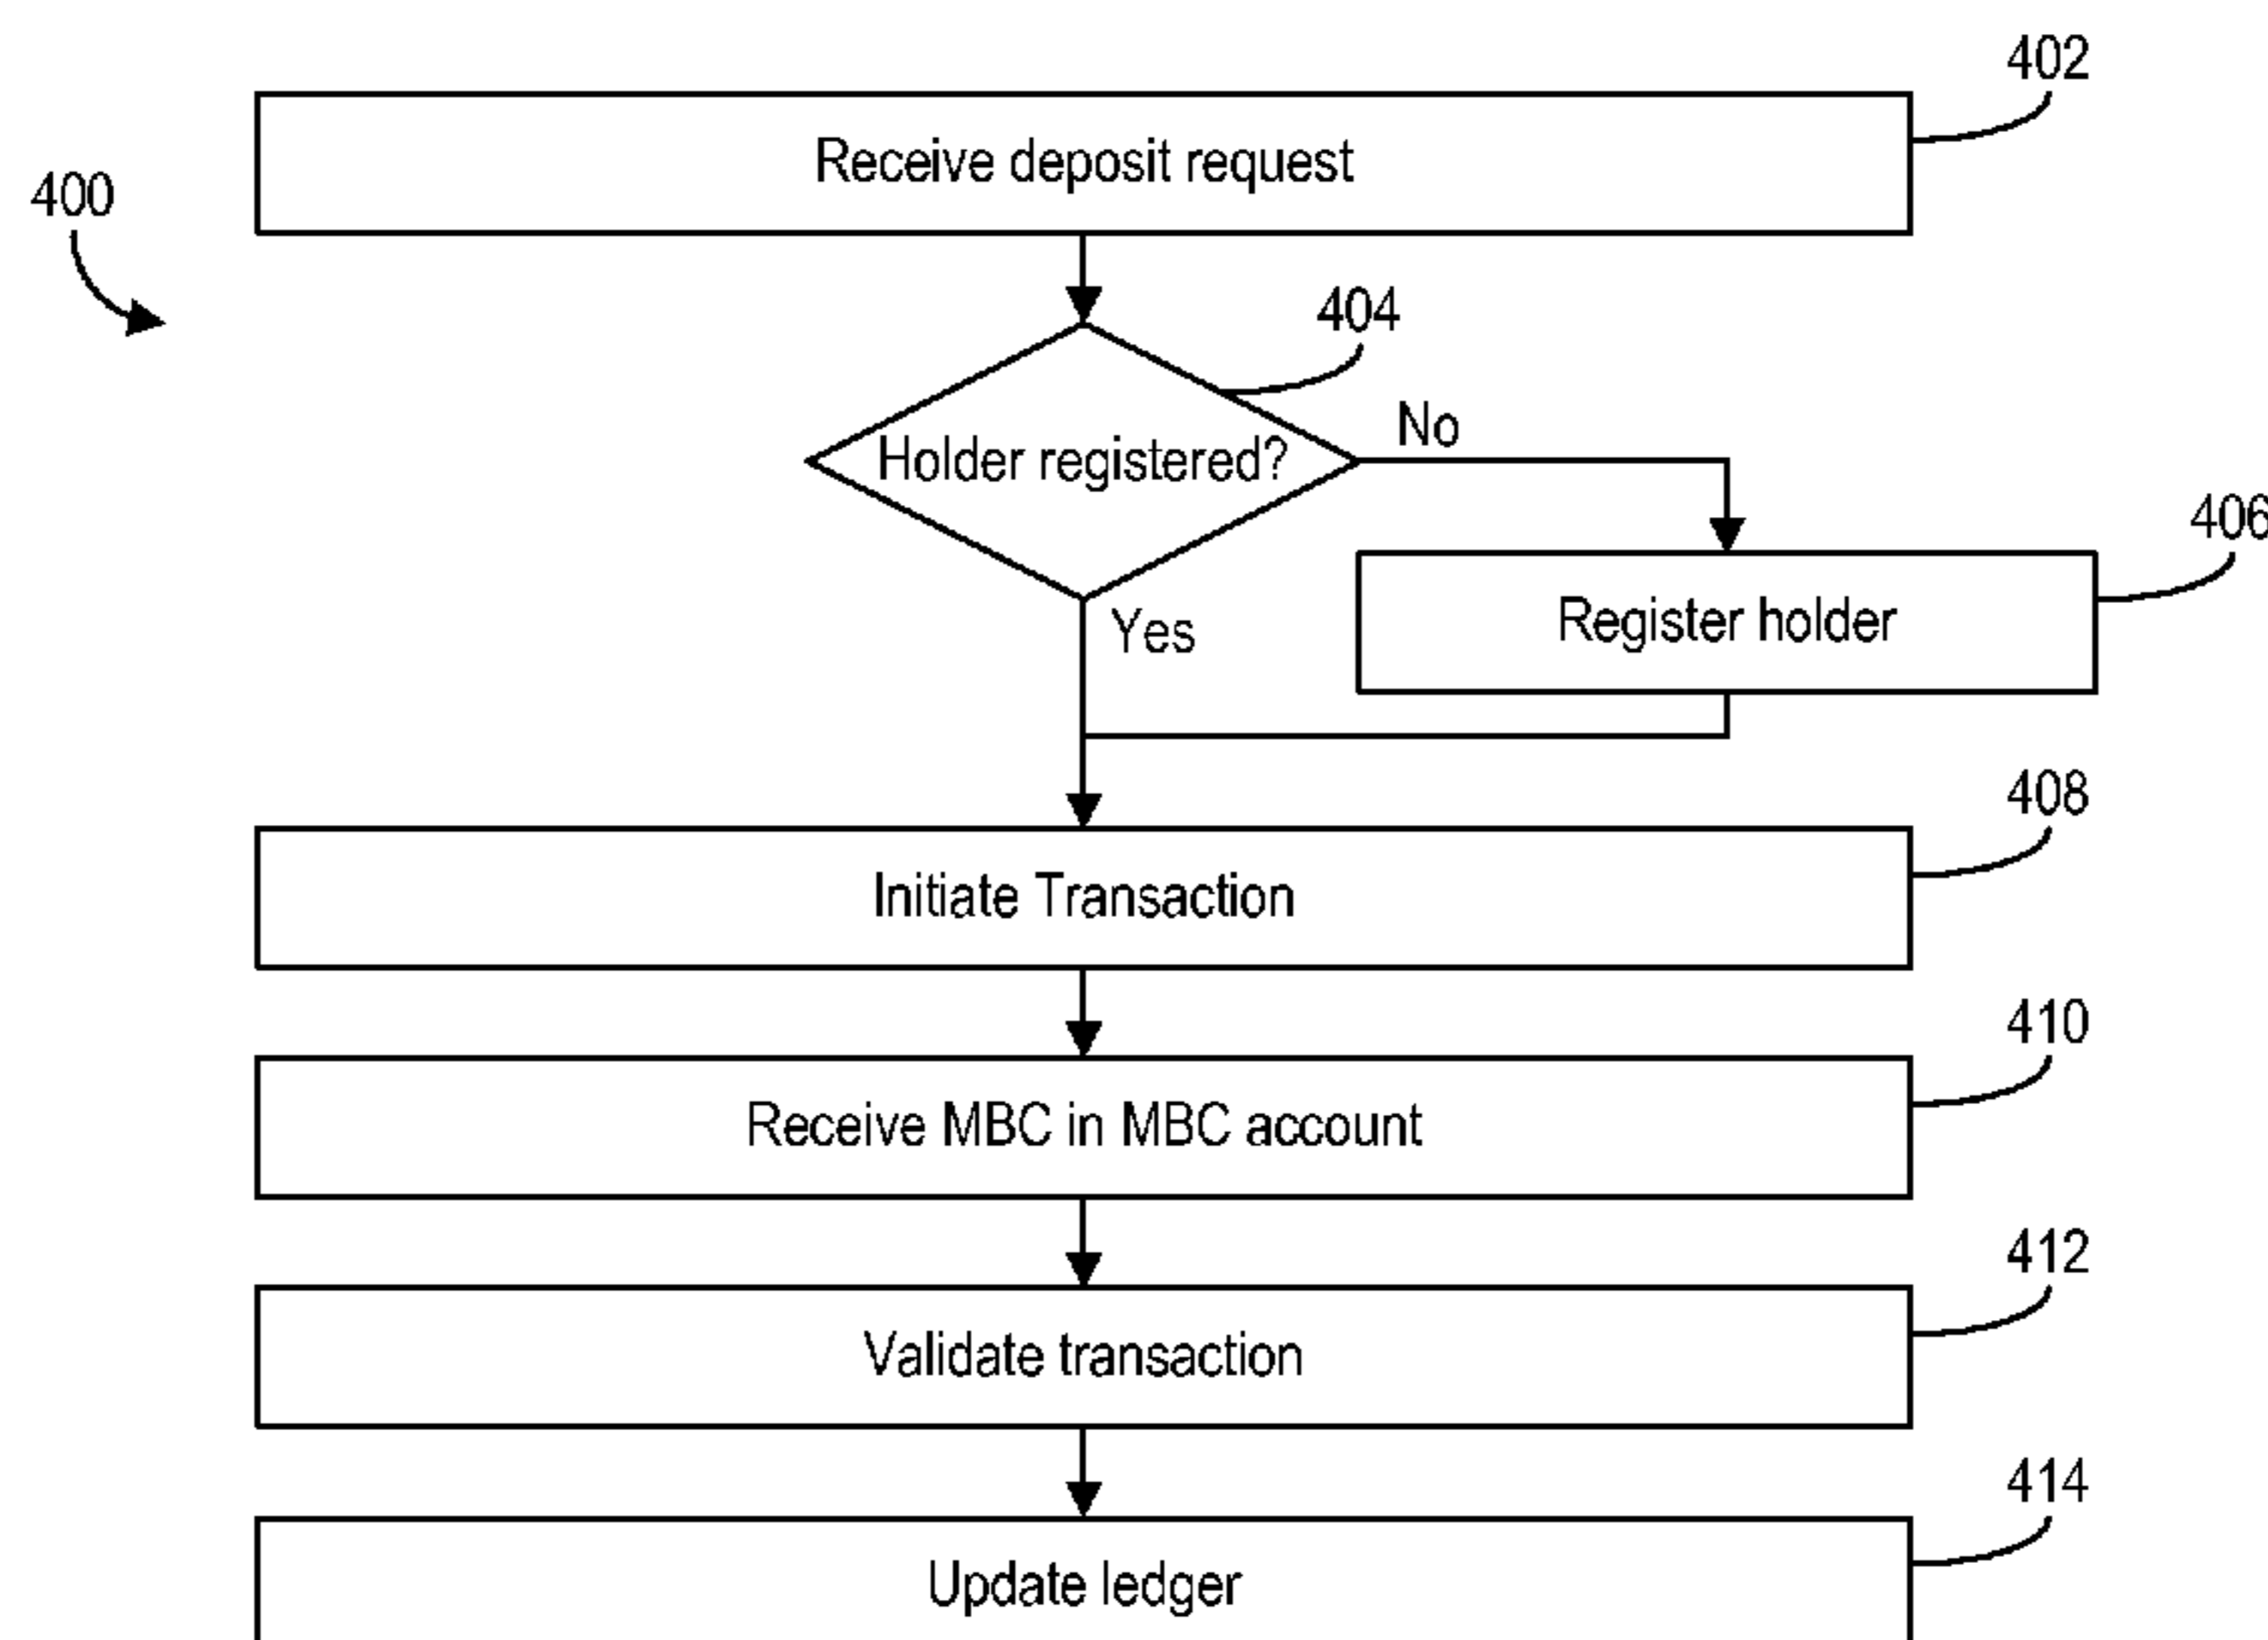 402
Receive deposit request
400
404
Holder registered?
No
406
Register holder
Yes
408
Initiate Transaction
410
Receive MBC in MBC account
412
Validate transaction
414
Update ledger